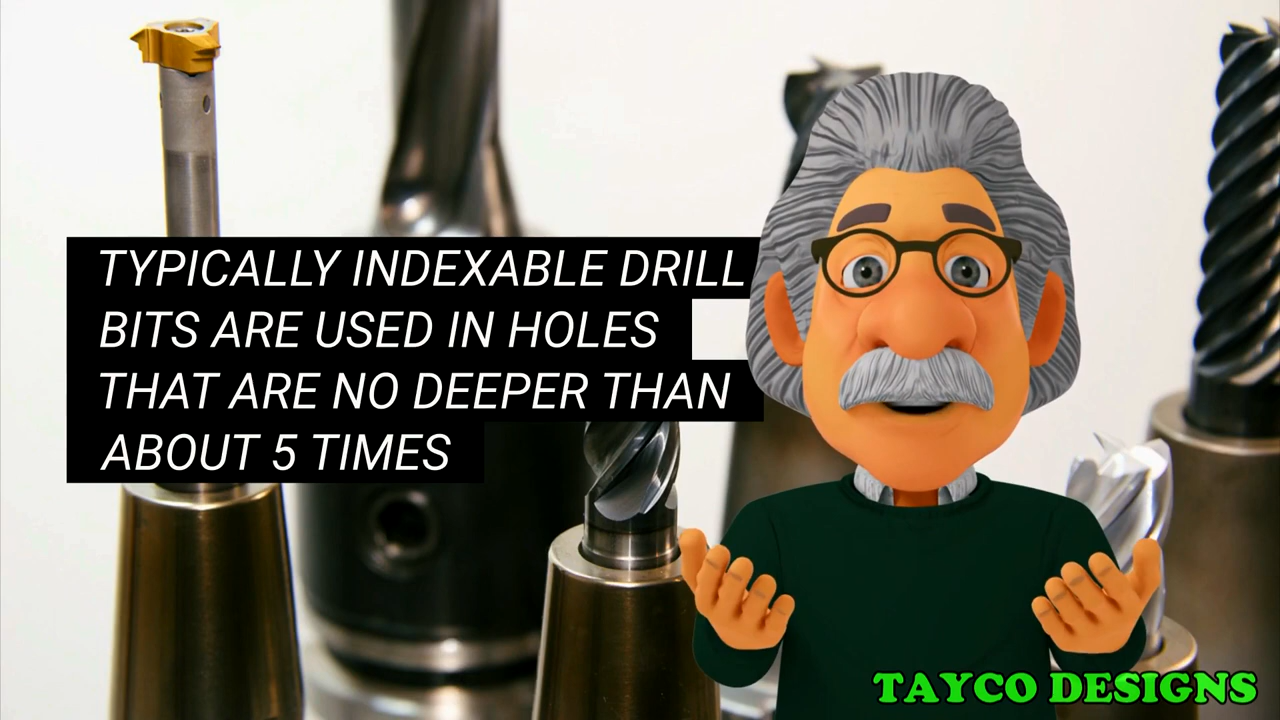 TYPICALLY INDEXABLE DRILL
BITS ARE USED IN HOLES
THAT ARE NO DEEPER THAN
ABOUT 5 TIMES
TAYCO DESIGNS